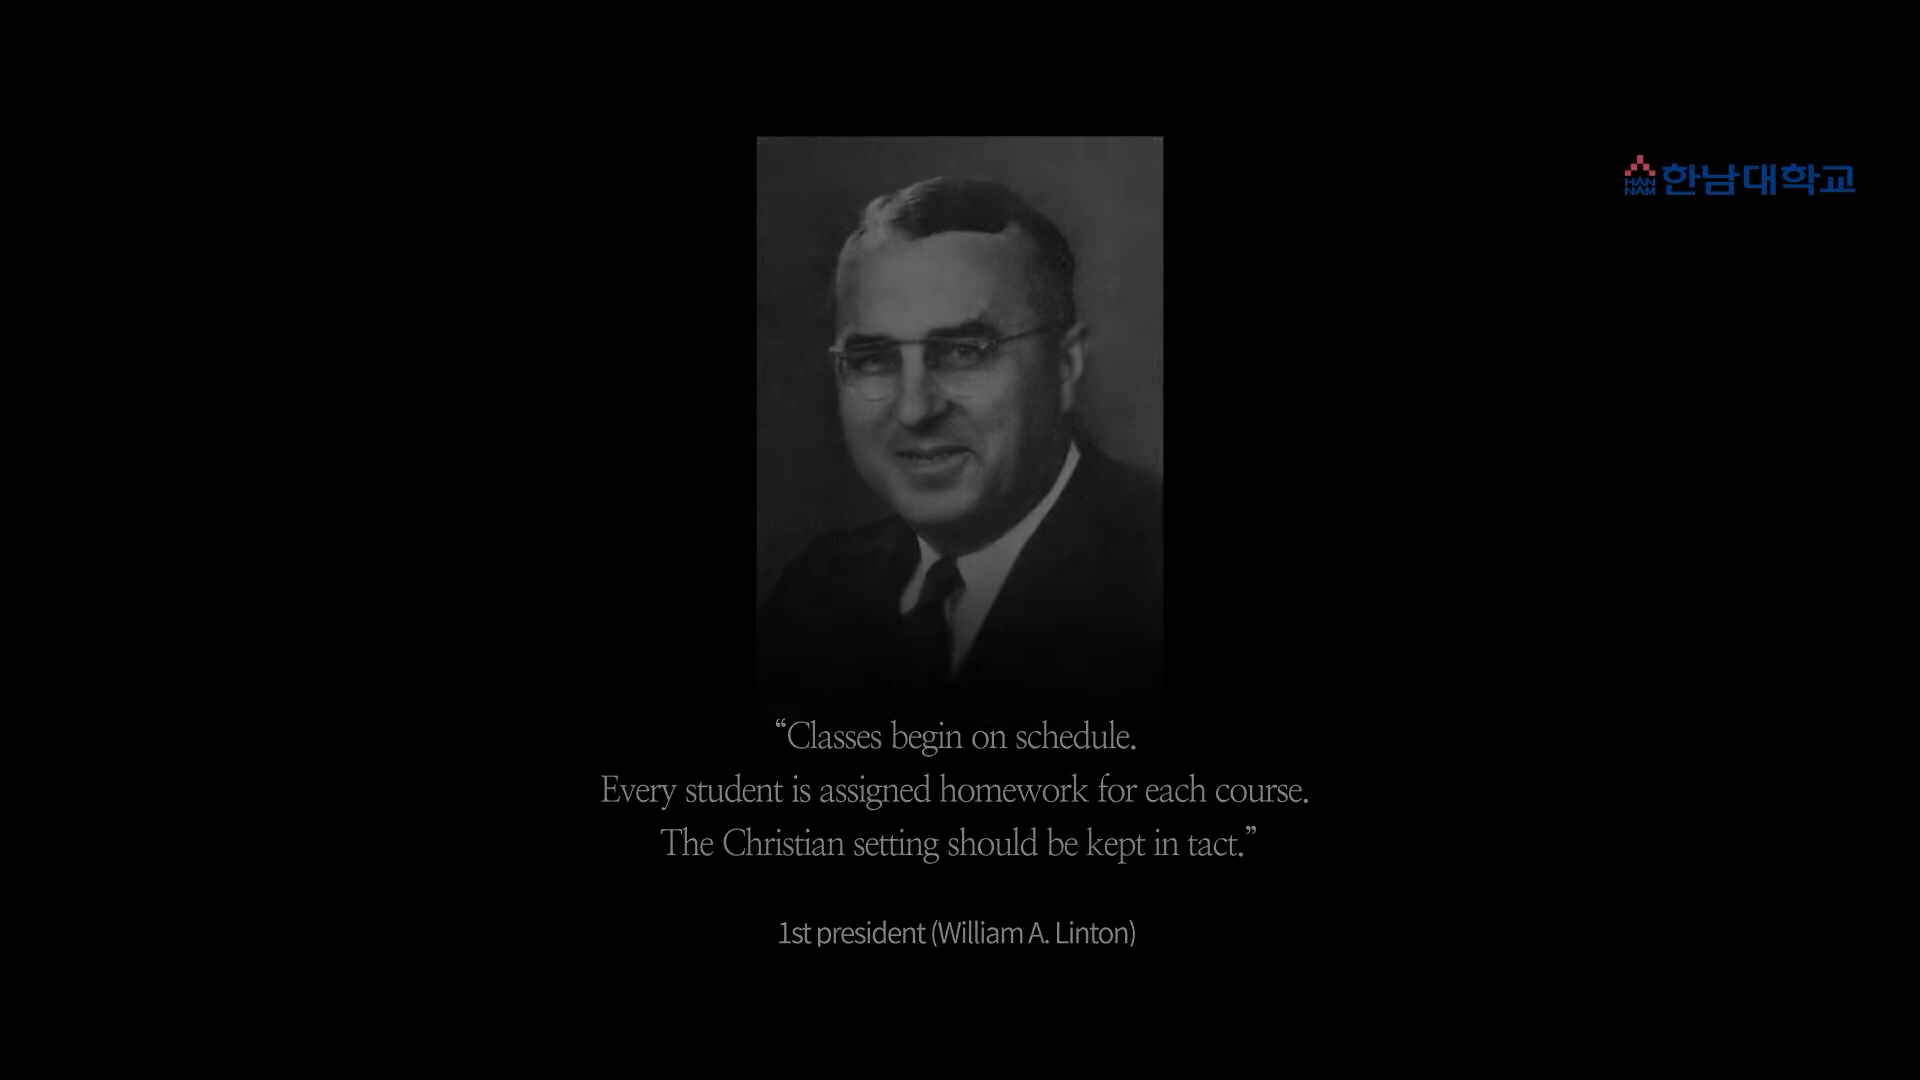 HAN
NAM
한남대학교
“Classes begin on schedule.
Every student is assigned homework for each course.
The Christian setting should be kept in tact.”
1st president (William A. Linton)